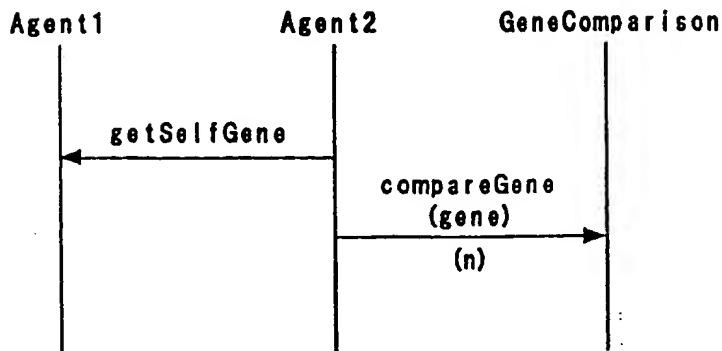 Agent1 Agent2 GeneComparison
getSelfGene
compareGene
(gene)
(n)